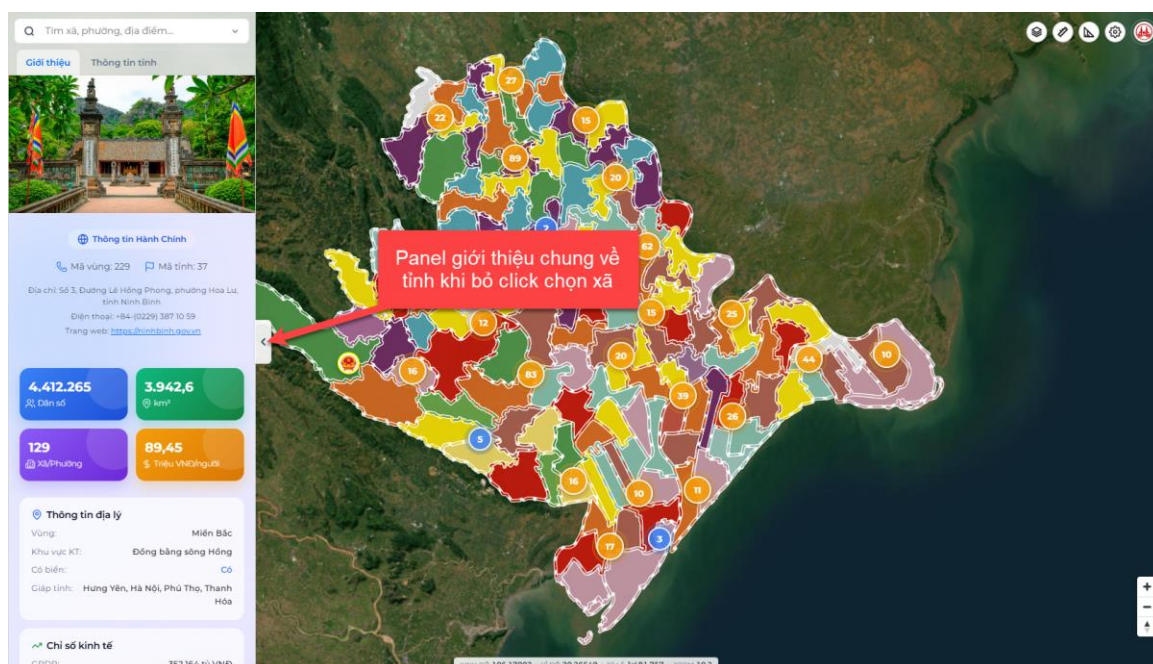 Tìm xã, phường, địa điểm...
Giới thiệu Thông tin tỉnh
Thông tin Hành Chính
Mã vùng: 229 Mã tỉnh: 37
Địa chỉ: Số 3, Đường Lê Hồng Phong, phường Hoa Lư,
tỉnh Ninh Bình
Điện thoại: +84-(0229) 387 10 59
Trang web: https://ninhbinh.gov.vn
4.412.265
Dân số
3.942,6
km²
129
Xã/Phường
89,45
Triệu VNĐ/người
Thông tin địa lý
Vùng: Miền Bắc
Khu vực KT: Đồng bằng sông Hồng
Có biển: Có
Giáp tỉnh: Hưng Yên, Hà Nội, Phú Thọ, Thanh
Hóa
Chỉ số kinh tế
27
22
15
89
20
2
62
Panel giới thiệu chung về
tỉnh khi bỏ click chọn xã
12
15
25
16
83
20
44
10
39
26
5
16
10
11
17
3